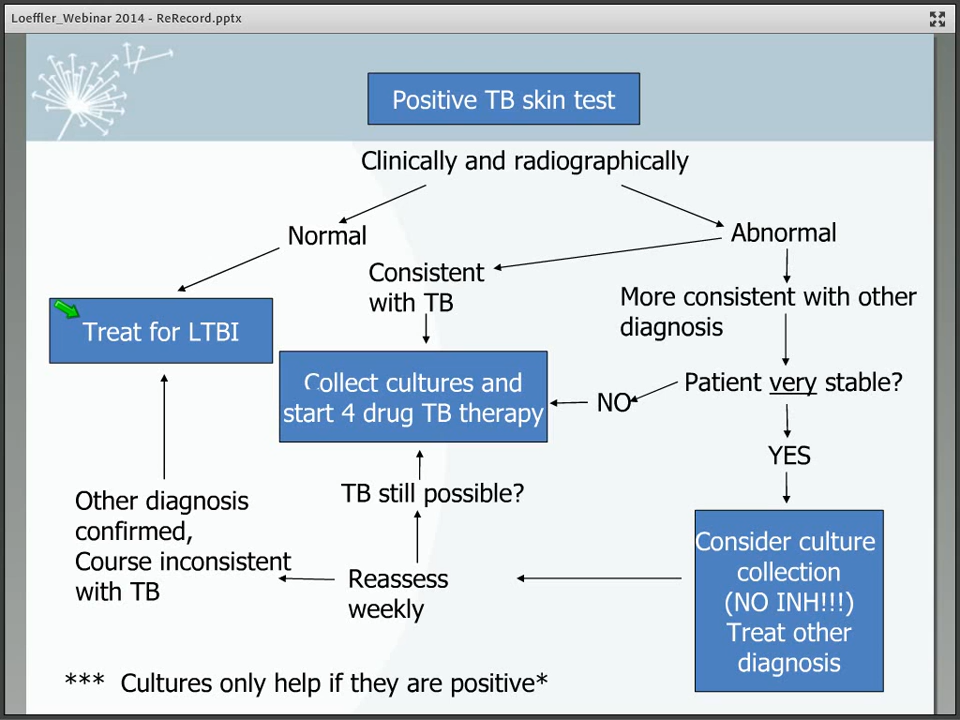 Loeffler_Webinar 2014 - ReRecord.pptx
Positive TB skin test
Clinically and radiographically
Normal
Abnormal
Consistent
with TB
More consistent with other
diagnosis
Treat for LTBI
Collect cultures and
start 4 drug TB therapy
NO
Patient very stable?
YES
TB still possible?
Other diagnosis
confirmed,
Course inconsistent
with TB
Reassess
weekly
Consider culture
collection
(NO INH!!!)
Treat other
diagnosis
*** Cultures only help if they are positive*